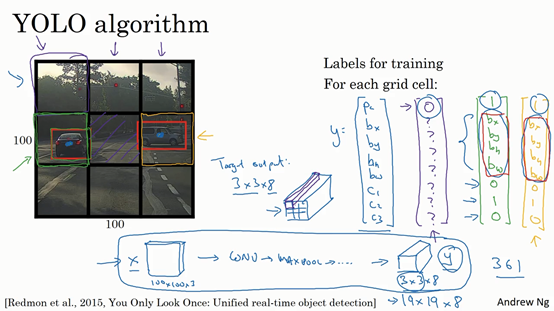 YOLO algorithm
Labels for training
For each grid cell:
100
100
y=
Pc
bx
by
bh
bw
c1
c2
c3
0
?
?
?
?
?
?
?
1
bx
by
bh
bw
0
1
0
1
bx
by
bh
bw
0
1
0
Target output:
3×3×8
x
100×100×3
→ CONV → MAXPOOL → ....
3×3×8
y
361
→ 19×19×8
[Redmon et al., 2015, You Only Look Once: Unified real-time object detection]
Andrew Ng